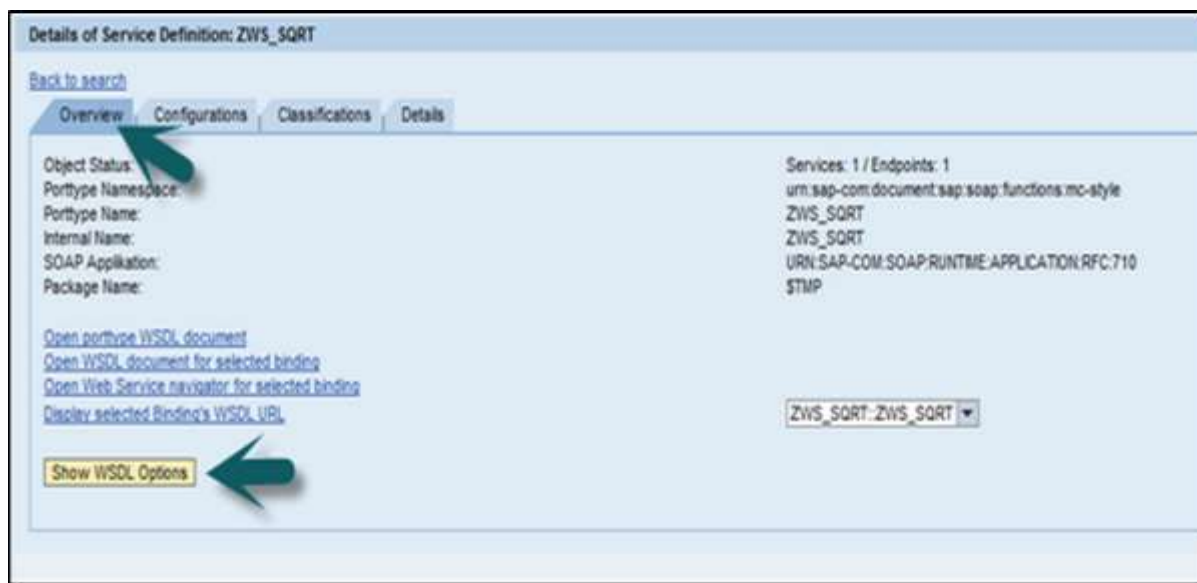 Details of Service Definition: ZWS_SQRT
Back to search
Overview Configurations Classifications Details
Object Status: Services: 1 / Endpoints: 1
Porttype Namespace: urn:sap-com:document:sap:soap:functions:mc-style
Porttype Name: ZWS_SQRT
Internal Name: ZWS_SQRT
SOAP Applikation: URN:SAP-COM:SOAP:RUNTIME:APPLICATION:RFC:710
Package Name: $TMP
Open porttype WSDL document
Open WSDL document for selected binding
Open Web Service navigator for selected binding
Display selected Binding's WSDL URL ZWS_SQRT::ZWS_SQRT
Show WSDL Options